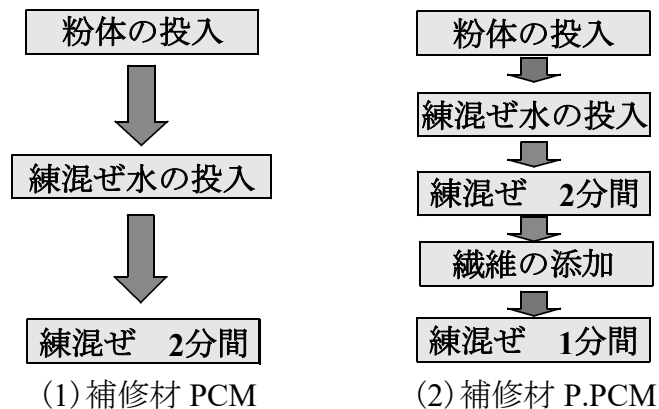 粉体の投入
練混ぜ水の投入
練混ぜ　2分間
(1)補修材 PCM
粉体の投入
練混ぜ水の投入
練混ぜ　2分間
繊維の添加
練混ぜ　1分間
(2)補修材 P.PCM